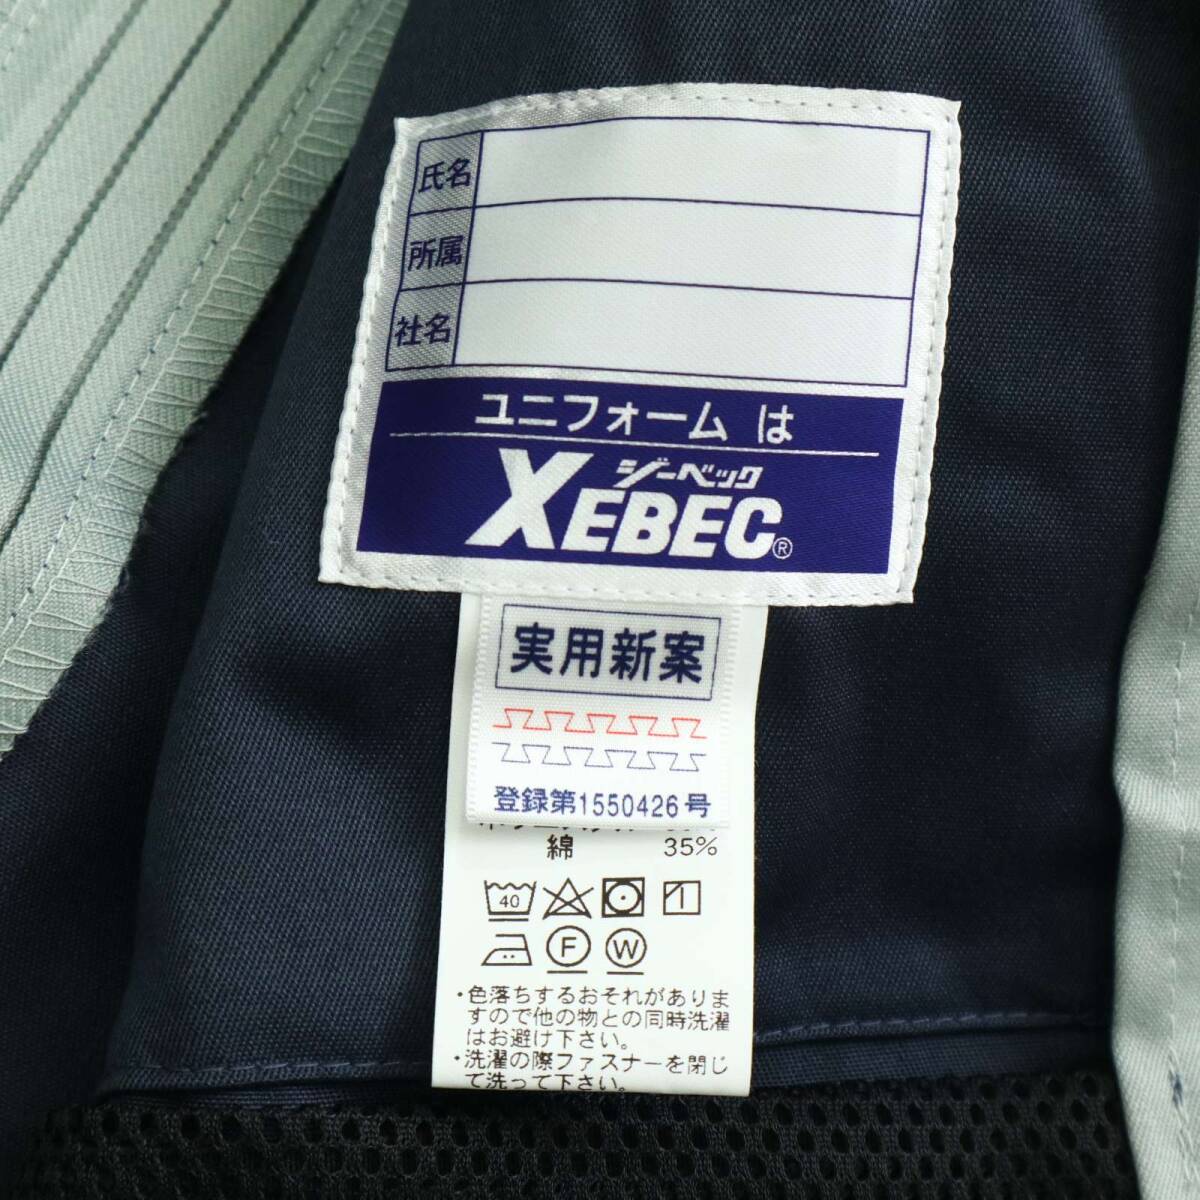 氏名
所属
社名
ユニフォームは
ジーベック
XEBEC®
実用新案
登録第1550426号
綿 35%
40
1
F W
・色落ちするおそれがありま
すので他の物との同時洗濯
はお避け下さい。
・洗濯の際ファスナーを閉じ
て洗って下さい。